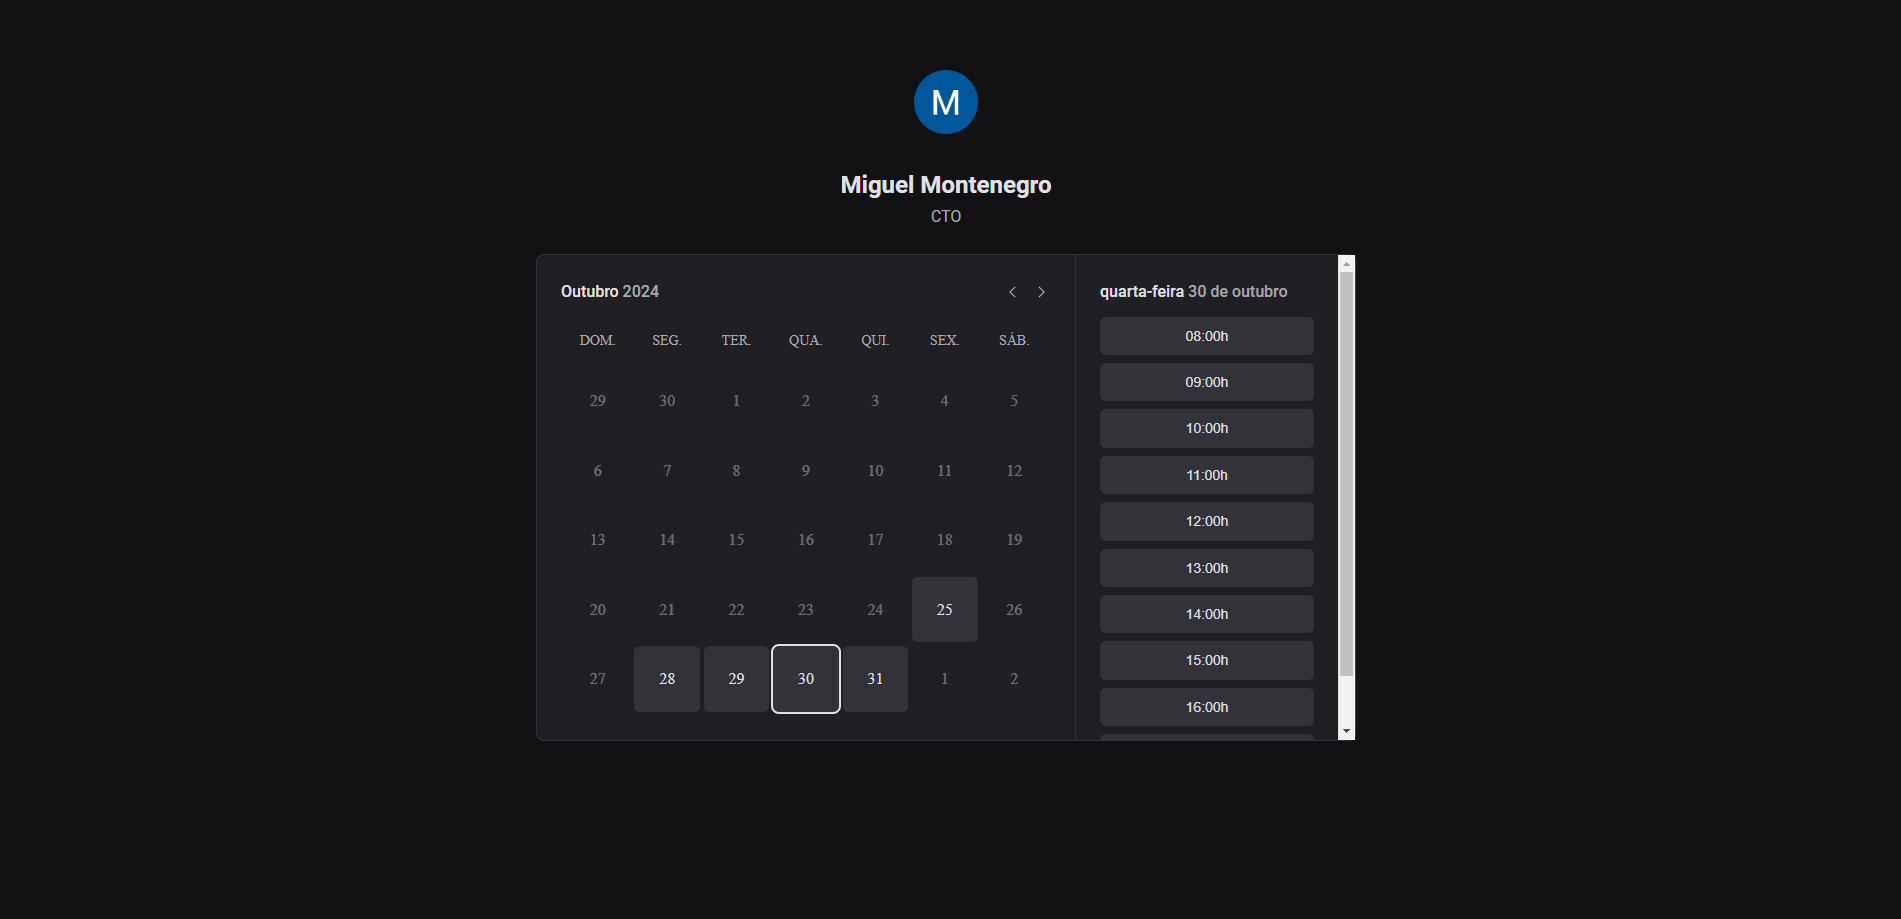 M
Miguel Montenegro
CTO
Outubro 2024
DOM. SEG. TER. QUA. QUI. SEX. SÁB.
29 30 1 2 3 4 5
6 7 8 9 10 11 12
13 14 15 16 17 18 19
20 21 22 23 24 25 26
27 28 29 30 31 1 2
quarta-feira 30 de outubro
08:00h
09:00h
10:00h
11:00h
12:00h
13:00h
14:00h
15:00h
16:00h